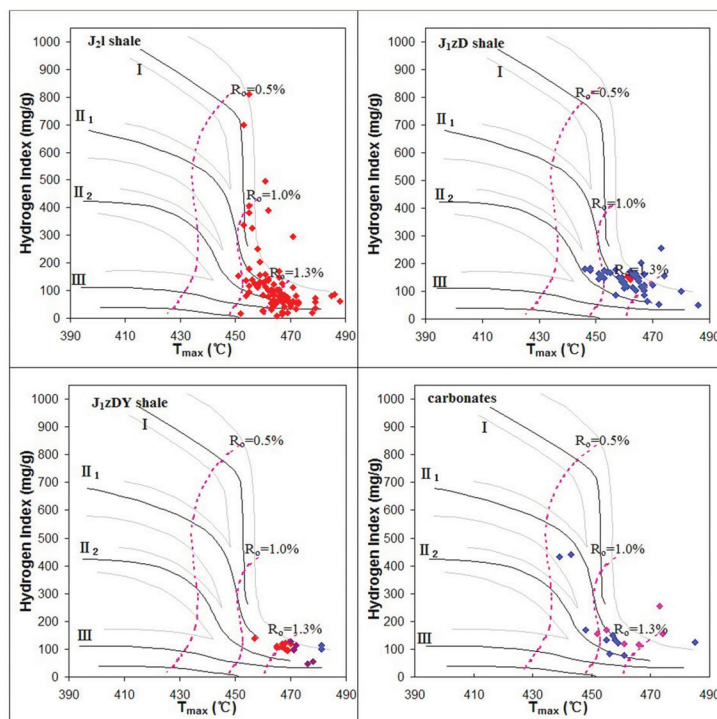 J₂l shale
Hydrogen Index (mg/g)
1000
900
800
700
600
500
400
300
200
100
0
I
II₁
II₂
III
Rₒ=0.5%
Rₒ=1.0%
Rₒ=1.3%
390 410 430 450 470 490
Tmax (℃)
J₁zD shale
Hydrogen Index (mg/g)
1000
900
800
700
600
500
400
300
200
100
0
I
II₁
II₂
III
Rₒ=0.5%
Rₒ=1.0%
Rₒ=1.3%
390 410 430 450 470 490
Tmax (℃)
J₁zDY shale
Hydrogen Index (mg/g)
1000
900
800
700
600
500
400
300
200
100
0
I
II₁
II₂
III
Rₒ=0.5%
Rₒ=1.0%
Rₒ=1.3%
390 410 430 450 470 490
Tmax (℃)
carbonates
Hydrogen Index (mg/g)
1000
900
800
700
600
500
400
300
200
100
0
I
II₁
II₂
III
Rₒ=0.5%
Rₒ=1.0%
Rₒ=1.3%
390 410 430 450 470 490
Tmax (℃)